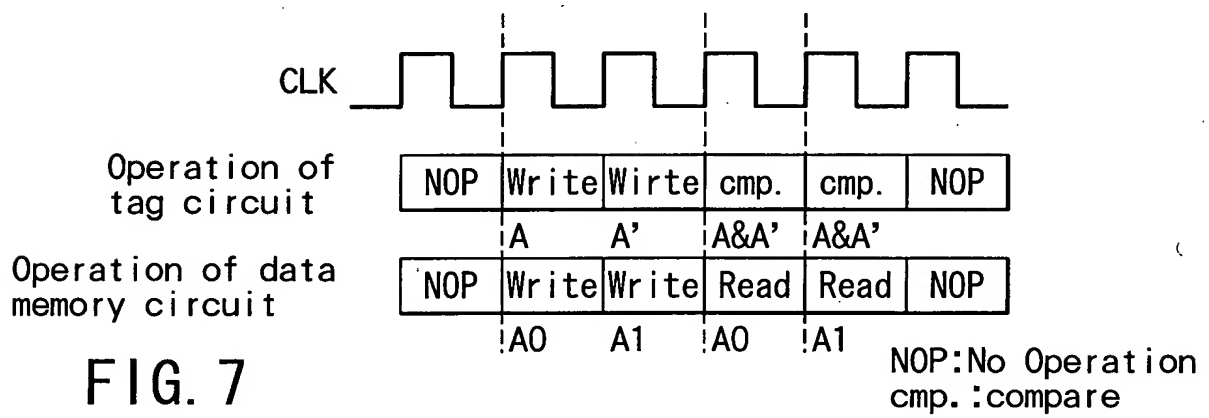 CLK
Operation of
tag circuit
NOP Write Wirte cmp. cmp. NOP
A A' A&A' A&A'
Operation of data
memory circuit
NOP Write Write Read Read NOP
A0 A1 A0 A1
NOP:No Operation
cmp.:compare
FIG. 7